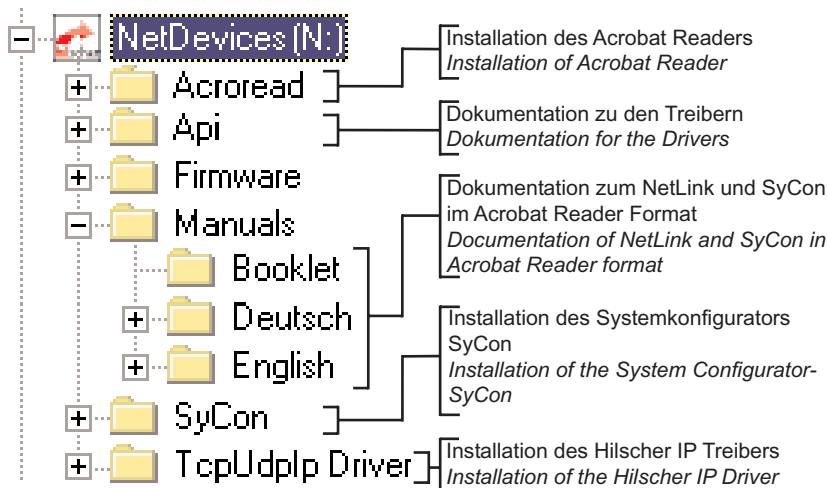 NetDevices (N:)
Acroread
Api
Firmware
Manuals
Booklet
Deutsch
English
SyCon
TcpUdpIp Driver
Installation des Acrobat Readers
Installation of Acrobat Reader
Dokumentation zu den Treibern
Dokumentation for the Drivers
Dokumentation zum NetLink und SyCon
im Acrobat Reader Format
Documentation of NetLink and SyCon in
Acrobat Reader format
Installation des Systemkonfigurators
SyCon
Installation of the System Configurator-
SyCon
Installation des Hilscher IP Treibers
Installation of the Hilscher IP Driver